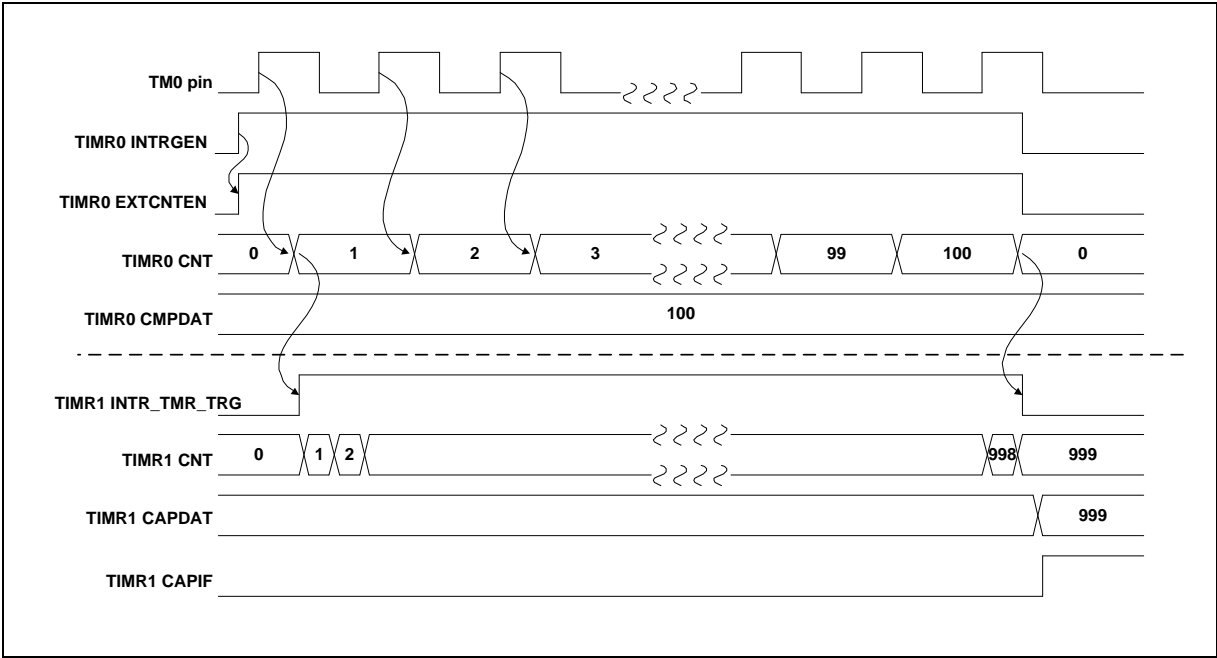 TM0 pin
TIMR0 INTRGEN
TIMR0 EXTCNTEN
TIMR0 CNT 0 1 2 3 99 100 0
TIMR0 CMPDAT 100
TIMR1 INTR_TMR_TRG
TIMR1 CNT 0 1 2 998 999
TIMR1 CAPDAT 999
TIMR1 CAPIF